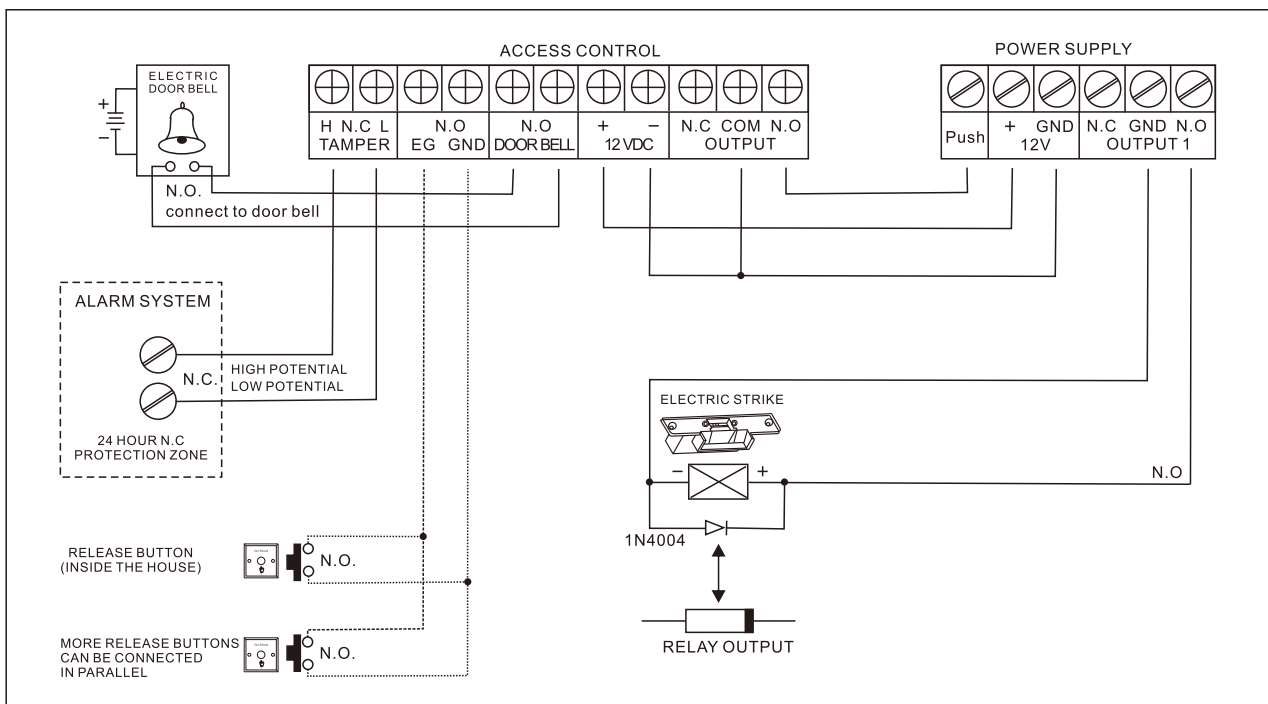 ACCESS CONTROL
POWER SUPPLY
ELECTRIC
DOOR BELL
+
−
H N.C L
TAMPER
N.O
EG GND
N.O
DOOR BELL
+ −
12 VDC
N.C COM N.O
OUTPUT
Push
+ GND
12V
N.C GND N.O
OUTPUT 1
N.O.
connect to door bell
ALARM SYSTEM
N.C.
HIGH POTENTIAL
LOW POTENTIAL
24 HOUR N.C
PROTECTION ZONE
ELECTRIC STRIKE
− +
N.O
1N4004
RELAY OUTPUT
RELEASE BUTTON
(INSIDE THE HOUSE)
N.O.
MORE RELEASE BUTTONS
CAN BE CONNECTED
IN PARALLEL
N.O.